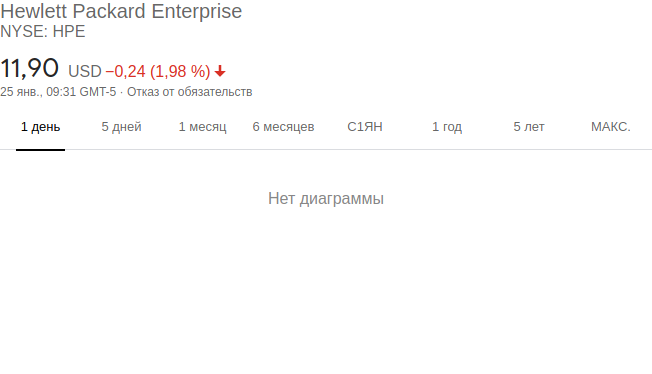 Hewlett Packard Enterprise
NYSE: HPE
11,90 USD −0,24 (1,98 %)
25 янв., 09:31 GMT-5 · Отказ от обязательств
1 день 5 дней 1 месяц 6 месяцев С1ЯН 1 год 5 лет МАКС.
Нет диаграммы